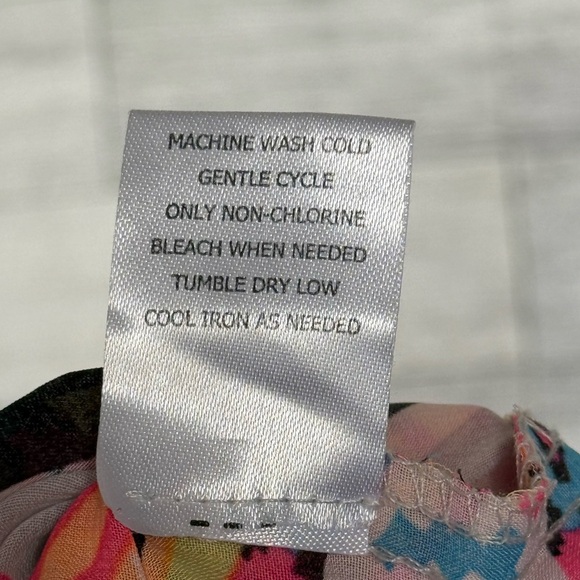 MACHINE WASH COLD
GENTLE CYCLE
ONLY NON-CHLORINE
BLEACH WHEN NEEDED
TUMBLE DRY LOW
COOL IRON AS NEEDED